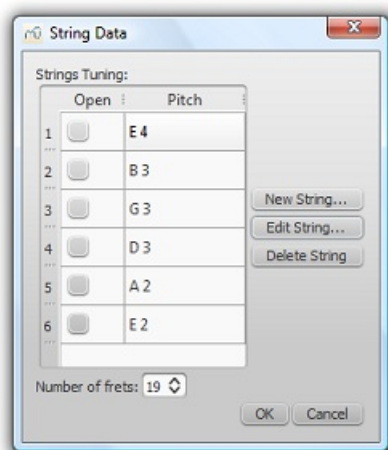 String Data
Strings Tuning:
Open Pitch
1 E 4
2 B 3
3 G 3
4 D 3
5 A 2
6 E 2
New String...
Edit String...
Delete String
Number of frets: 19
OK Cancel